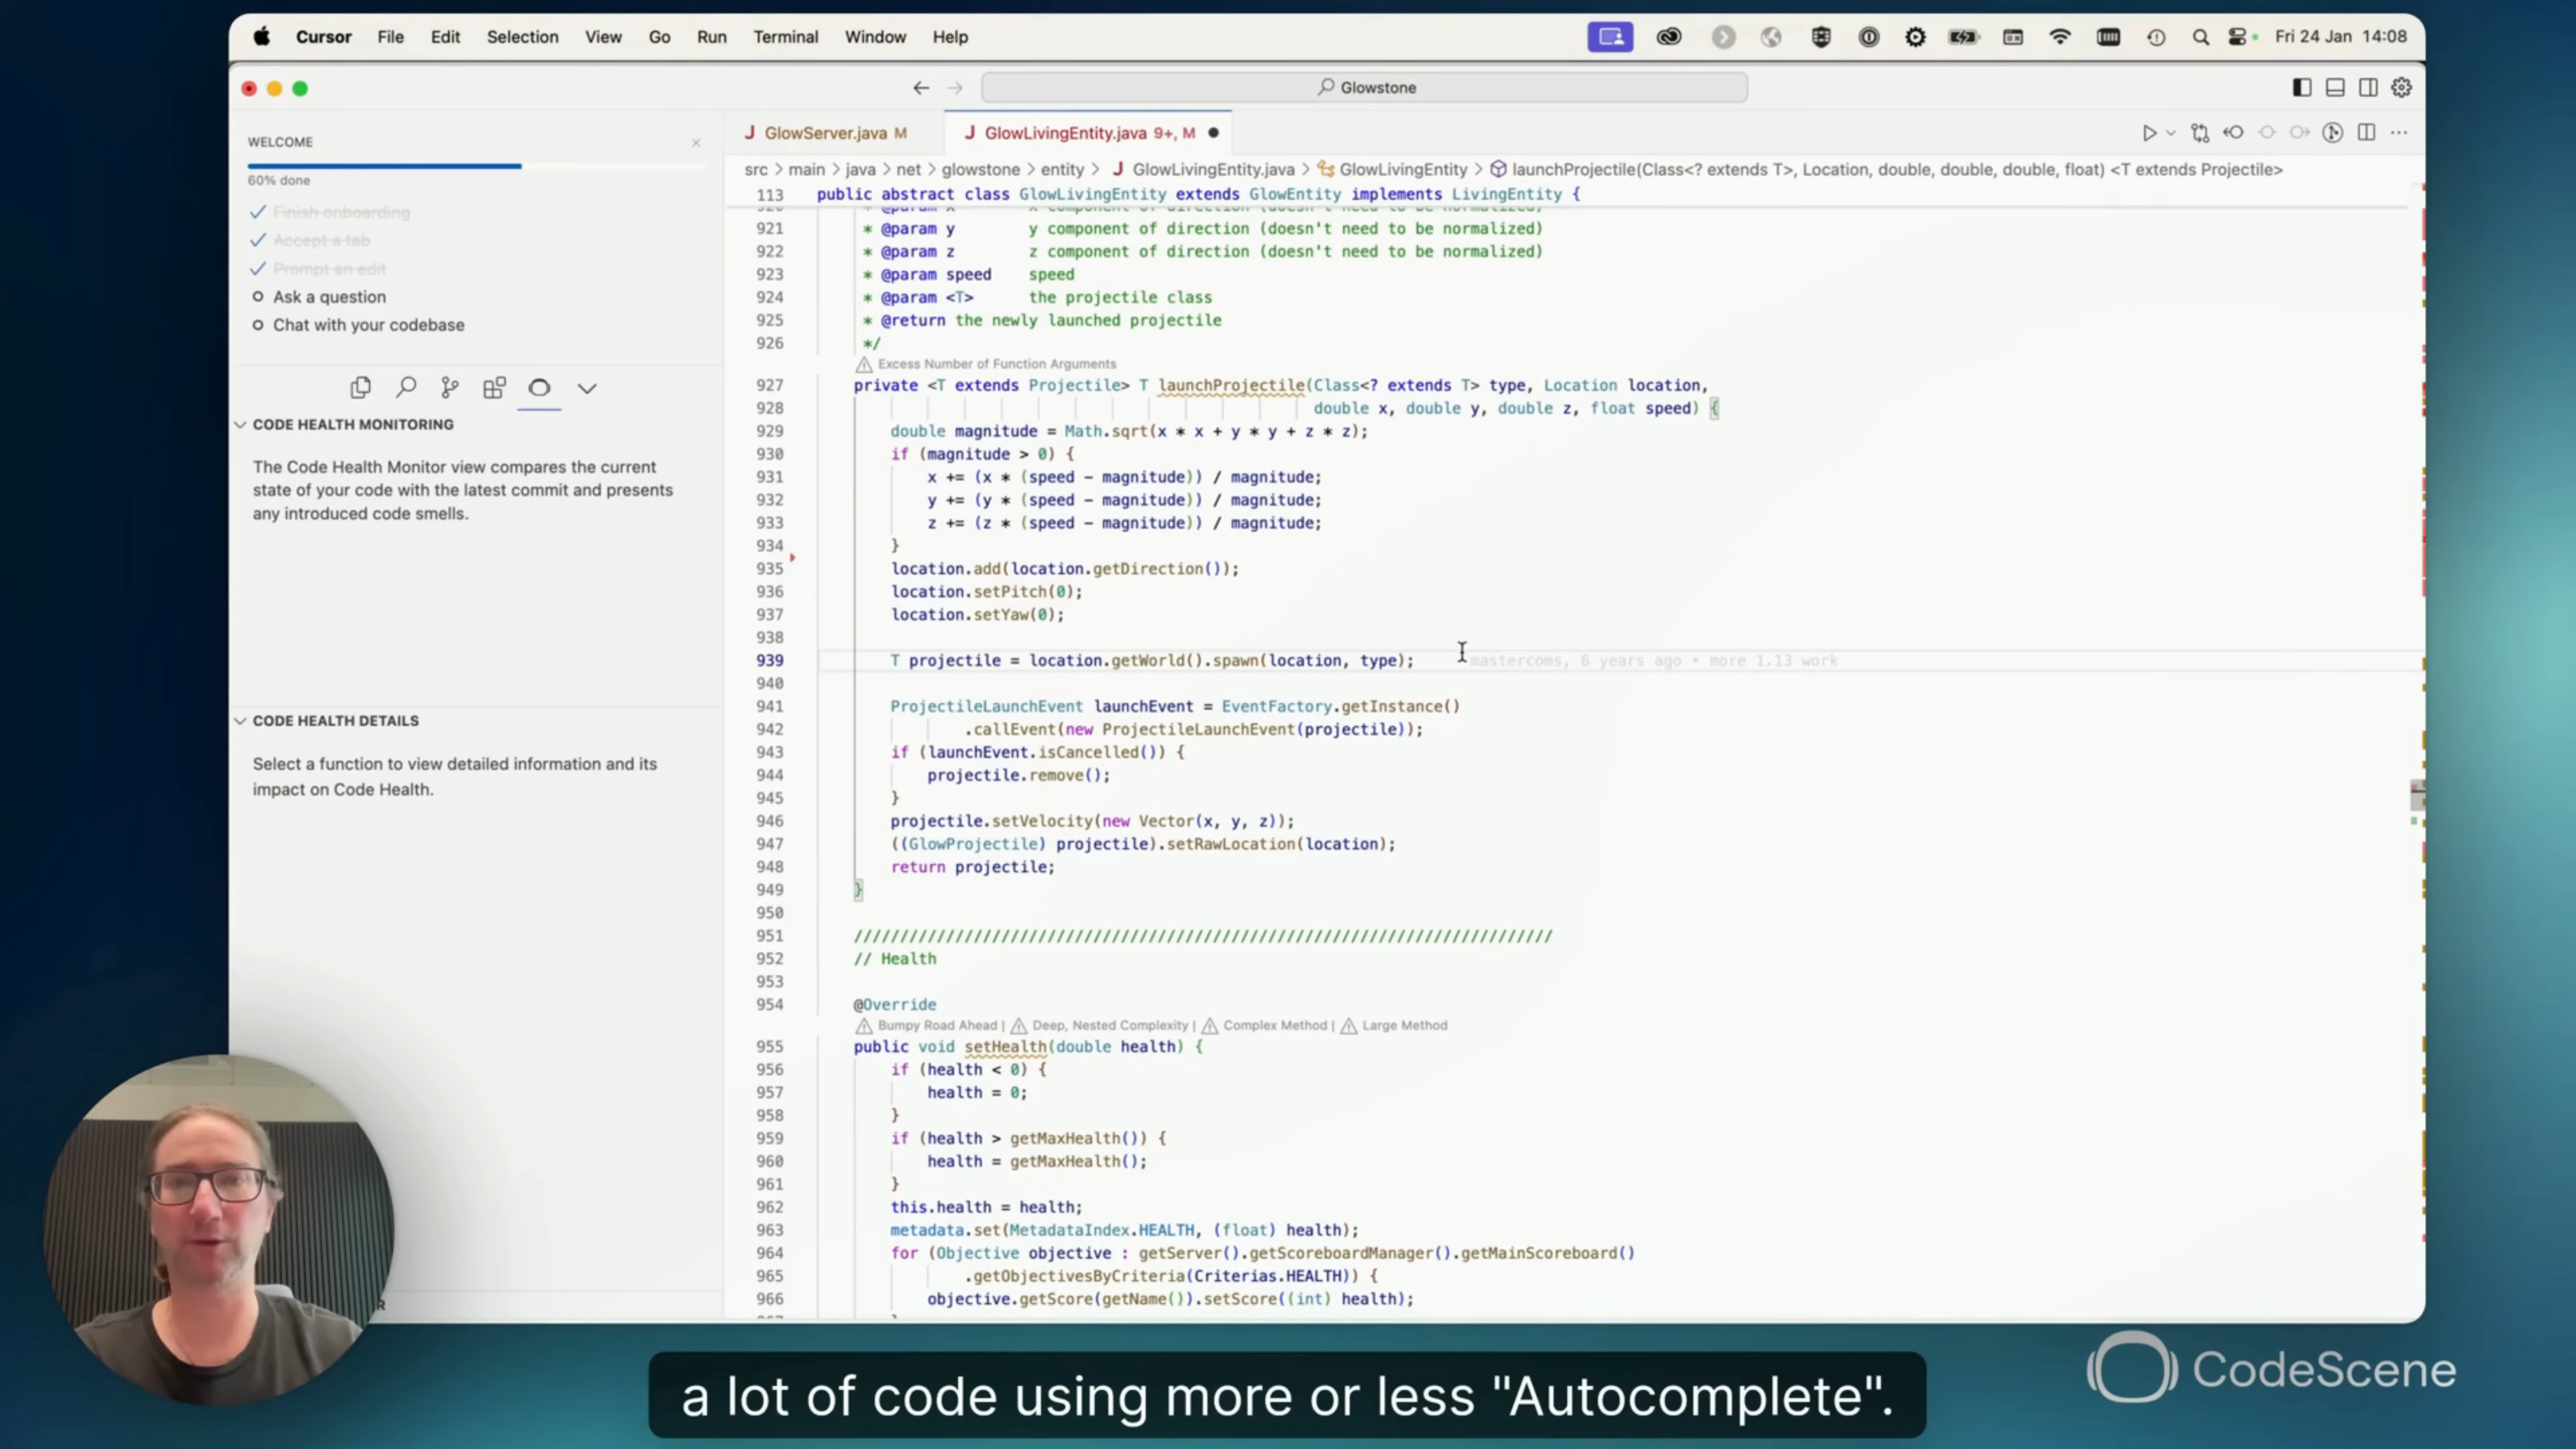 Cursor File Edit Selection View Go Run Terminal Window Help Fri 24 Jan 14:08
Glowstone
WELCOME
60% done
Finish onboarding
Accept a tab
Prompt an edit
Ask a question
Chat with your codebase
CODE HEALTH MONITORING
The Code Health Monitor view compares the current
state of your code with the latest commit and presents
any introduced code smells.
CODE HEALTH DETAILS
Select a function to view detailed information and its
impact on Code Health.
J GlowServer.java M J GlowLivingEntity.java 9+, M
src > main > java > net > glowstone > entity > J GlowLivingEntity.java > GlowLivingEntity > launchProjectile(Class<? extends T>, Location, double, double, double, float) <T extends Projectile>
113 public abstract class GlowLivingEntity extends GlowEntity implements LivingEntity {
921 * @param y y component of direction (doesn't need to be normalized)
922 * @param z z component of direction (doesn't need to be normalized)
923 * @param speed speed
924 * @param <T> the projectile class
925 * @return the newly launched projectile
926 */
Excess Number of Function Arguments
927 private <T extends Projectile> T launchProjectile(Class<? extends T> type, Location location,
928 double x, double y, double z, float speed) {
929 double magnitude = Math.sqrt(x * x + y * y + z * z);
930 if (magnitude > 0) {
931 x += (x * (speed - magnitude)) / magnitude;
932 y += (y * (speed - magnitude)) / magnitude;
933 z += (z * (speed - magnitude)) / magnitude;
934 }
935 location.add(location.getDirection());
936 location.setPitch(0);
937 location.setYaw(0);
938
939 T projectile = location.getWorld().spawn(location, type); mastercoms, 6 years ago • more 1.13 work
940
941 ProjectileLaunchEvent launchEvent = EventFactory.getInstance()
942 .callEvent(new ProjectileLaunchEvent(projectile));
943 if (launchEvent.isCancelled()) {
944 projectile.remove();
945 }
946 projectile.setVelocity(new Vector(x, y, z));
947 ((GlowProjectile) projectile).setRawLocation(location);
948 return projectile;
949 }
950
951 ////////////////////////////////////////////////////////////////////////////
952 // Health
953
954 @Override
Bumpy Road Ahead | Deep, Nested Complexity | Complex Method | Large Method
955 public void setHealth(double health) {
956 if (health < 0) {
957 health = 0;
958 }
959 if (health > getMaxHealth()) {
960 health = getMaxHealth();
961 }
962 this.health = health;
963 metadata.set(MetadataIndex.HEALTH, (float) health);
964 for (Objective objective : getServer().getScoreboardManager().getMainScoreboard()
965 .getObjectivesByCriteria(Criterias.HEALTH)) {
966 objective.getScore(getName()).setScore((int) health);
a lot of code using more or less "Autocomplete".
CodeScene